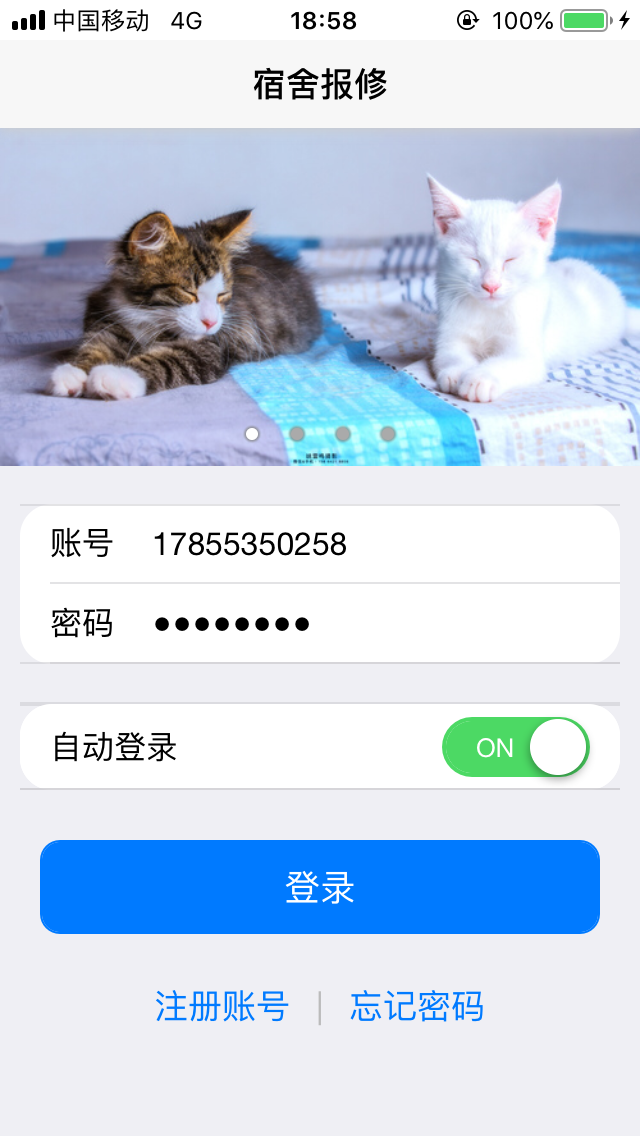 中国移动 4G 18:58 100%
宿舍报修
账号 17855350258
密码 ●●●●●●●●
自动登录 ON
登录
注册账号 | 忘记密码